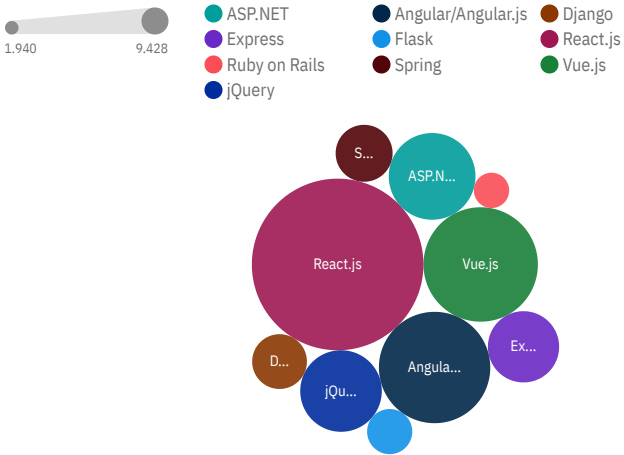 1.940 9.428
ASP.NET Angular/Angular.js Django
Express Flask React.js
Ruby on Rails Spring Vue.js
jQuery
S...
ASP.N...
React.js Vue.js
Ex...
D... Angula...
jQu...